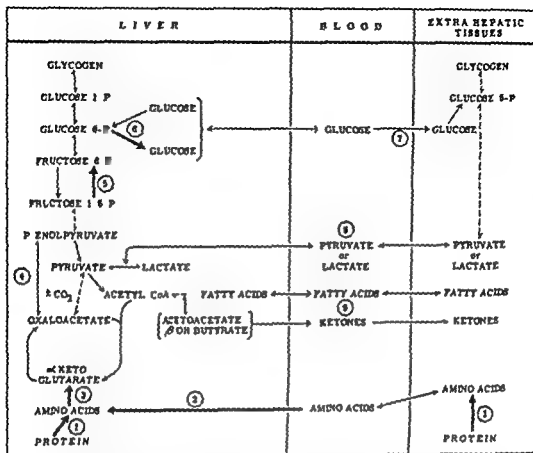 LIVER
BLOOD
EXTRA HEPATIC
TISSUES
GLYCOGEN
GLUCOSE 1 P
GLUCOSE 6-P
GLUCOSE
6
GLUCOSE
FRUCTOSE 6
5
FRLCTOSE 1 6 P
P ENOLPYRUVATE
4
PYRUVATE
LACTATE
± CO2
ACETYL CoA
FATTY ACIDS
OXALOACETATE
ACETOACETATE
β OH BUTYRATE
∝ KETO
GLUTARATE
3
AMINO ACIDS
2
1
PROTEIN
GLUCOSE
7
8
PYRUVATE
or
LACTATE
FATTY ACIDS
9
KETONES
AMINO ACIDS
GLYCOGEN
GLUCOSE 6-P
GLUCOSE
PYRUVATE
or
LACTATE
FATTY ACIDS
KETONES
AMINO ACIDS
1
PROTEIN